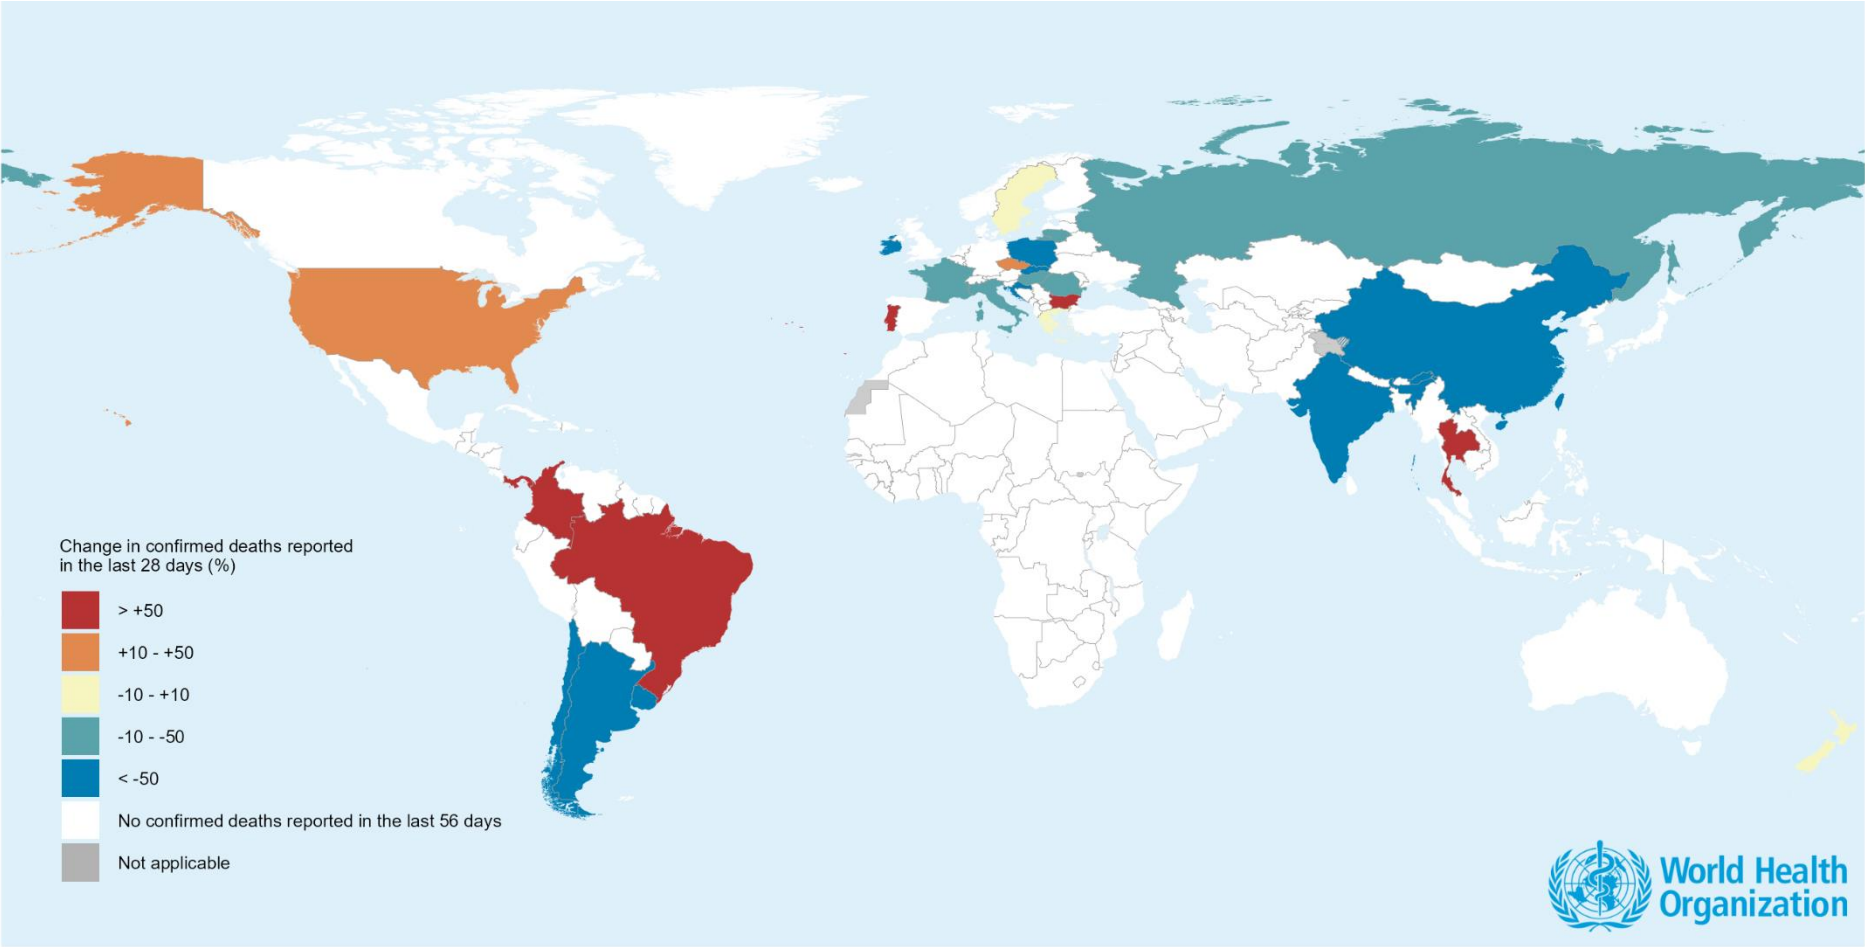 Change in confirmed deaths reported
in the last 28 days (%)
> +50
+10 - +50
-10 - +10
-10 - -50
< -50
No confirmed deaths reported in the last 56 days
Not applicable
World Health
Organization